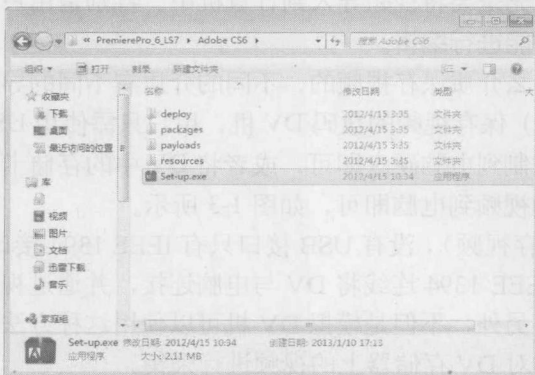 « PremierePro_6_LS7 ▸ Adobe CS6 ▸
搜索 Adobe CS6
组织 ▾ 打开 刻录 新建文件夹
名称 修改日期 类型 大
收藏夹
下载
桌面
最近访问的位置
库
视频
图片
文档
迅雷下载
音乐
家庭组
deploy 2012/4/15 3:35 文件夹
packages 2012/4/15 3:35 文件夹
payloads 2012/4/15 3:35 文件夹
resources 2012/4/15 3:35 文件夹
Set-up.exe 2012/4/15 10:34 应用程序
Set-up.exe 修改日期: 2012/4/15 10:34 创建日期: 2013/1/10 17:13
应用程序 大小: 2.11 MB